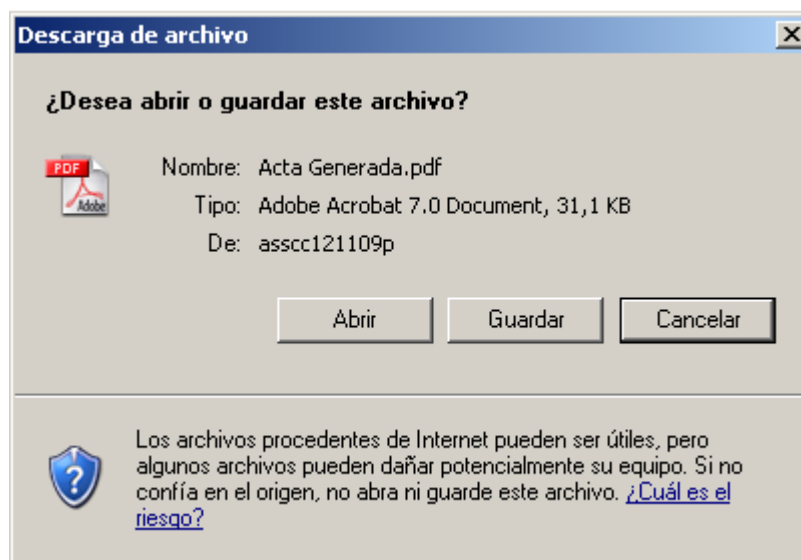 Descarga de archivo
¿Desea abrir o guardar este archivo?
PDF
Adobe
Nombre: Acta Generada.pdf
Tipo: Adobe Acrobat 7.0 Document, 31,1 KB
De: asscc121109p
Abrir Guardar Cancelar
Los archivos procedentes de Internet pueden ser útiles, pero
algunos archivos pueden dañar potencialmente su equipo. Si no
confía en el origen, no abra ni guarde este archivo. ¿Cuál es el
riesgo?